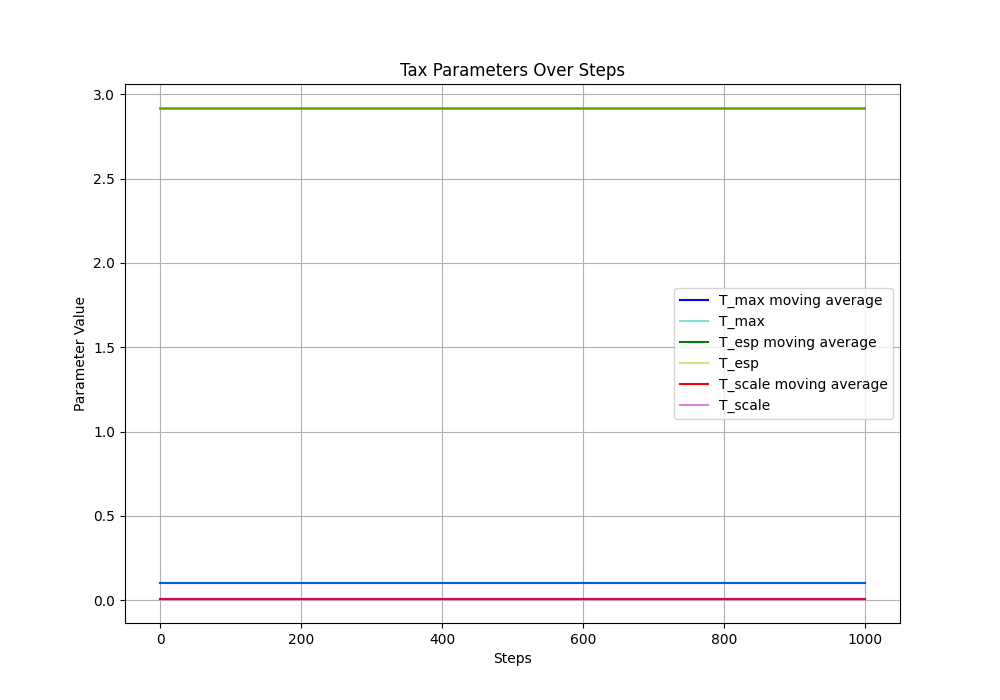 Tax Parameters Over Steps
3.0
2.5
2.0
1.5
1.0
0.5
0.0
Parameter Value
T_max moving average
T_max
T_esp moving average
T_esp
T_scale moving average
T_scale
0 200 400 600 800 1000
Steps